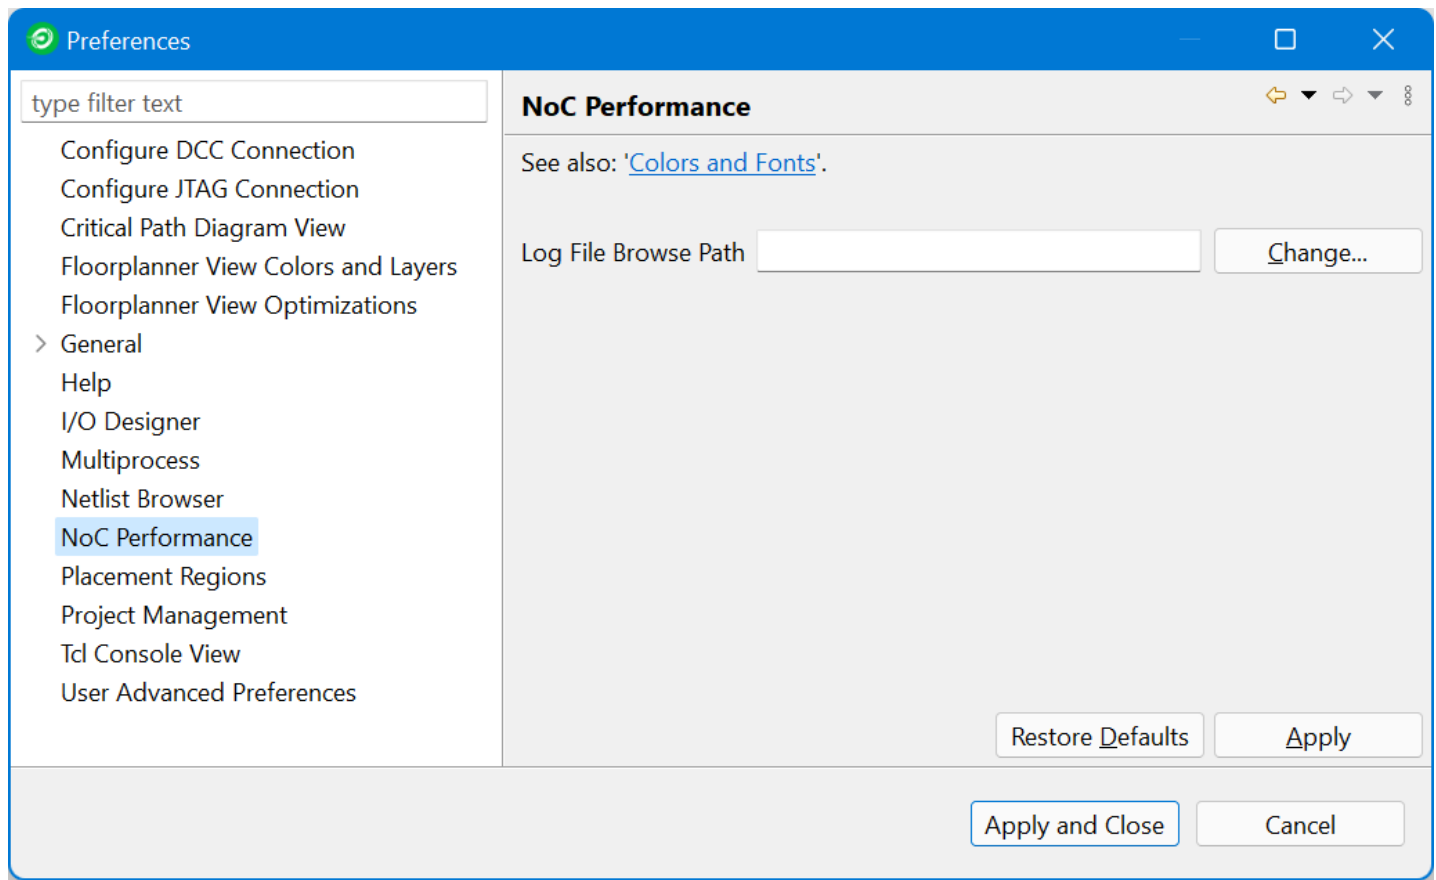 Preferences
type filter text
Configure DCC Connection
Configure JTAG Connection
Critical Path Diagram View
Floorplanner View Colors and Layers
Floorplanner View Optimizations
General
Help
I/O Designer
Multiprocess
Netlist Browser
NoC Performance
Placement Regions
Project Management
Tcl Console View
User Advanced Preferences
NoC Performance
See also: 'Colors and Fonts'.
Log File Browse Path
Change...
Restore Defaults
Apply
Apply and Close
Cancel